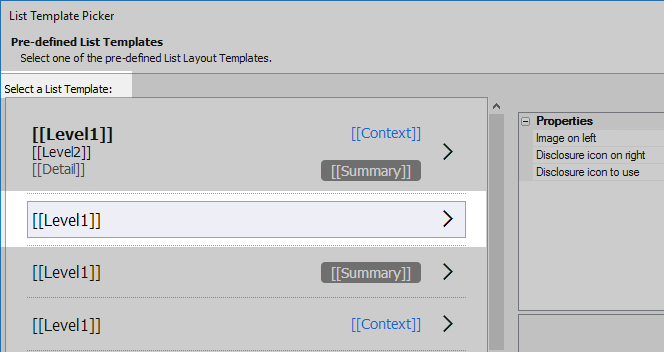 List Template Picker
Pre-defined List Templates
Select one of the pre-defined List Layout Templates.
Select a List Template:
[[Level1]] [[Context]]
[[Level2]]
[[Detail]] [[Summary]]
[[Level1]]
[[Level1]] [[Summary]]
[[Level1]] [[Context]]
Properties
Image on left
Disclosure icon on right
Disclosure icon to use